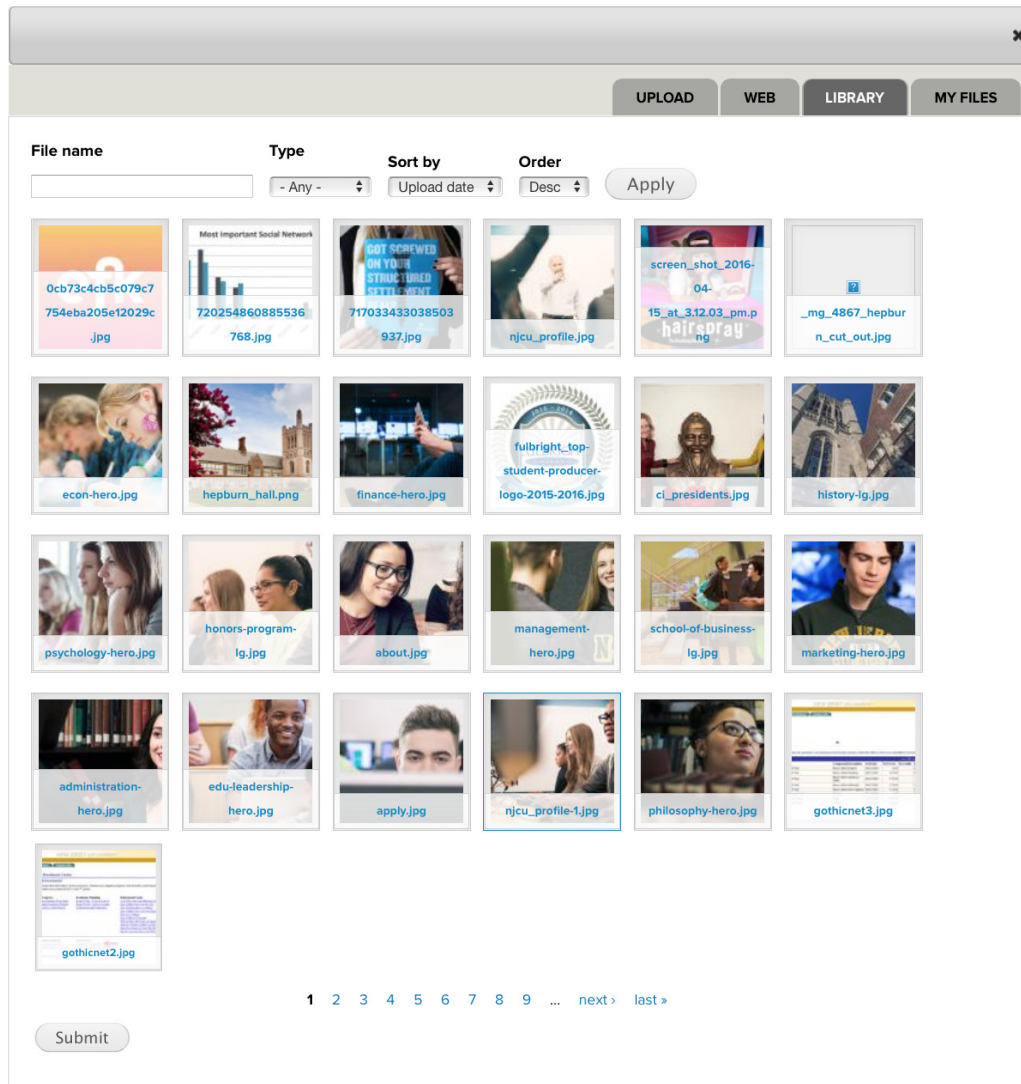 UPLOAD WEB LIBRARY MY FILES
File name Type Sort by Order
- Any - Upload date Desc Apply
Most Important Social Network
GOT SCREWED
ON YOUR
STRUCTURED
SETTLEMENT
0cb73c4cb5c079c7
754eba205e12029c
.jpg
720254860885536
768.jpg
717033433038503
937.jpg
njcu_profile.jpg
screen_shot_2016-
04-
15_at_3.12.03_pm.p
ng
hairspray
_mg_4867_hepbur
n_cut_out.jpg
econ-hero.jpg
hepburn_hall.png
finance-hero.jpg
2015 - 2016
fulbright_top-
student-producer-
logo-2015-2016.jpg
ci_presidents.jpg
history-lg.jpg
psychology-hero.jpg
honors-program-
lg.jpg
about.jpg
management-
hero.jpg
school-of-business-
lg.jpg
marketing-hero.jpg
administration-
hero.jpg
edu-leadership-
hero.jpg
apply.jpg
njcu_profile-1.jpg
philosophy-hero.jpg
gothicnet3.jpg
gothicnet2.jpg
1 2 3 4 5 6 7 8 9 ... next › last »
Submit